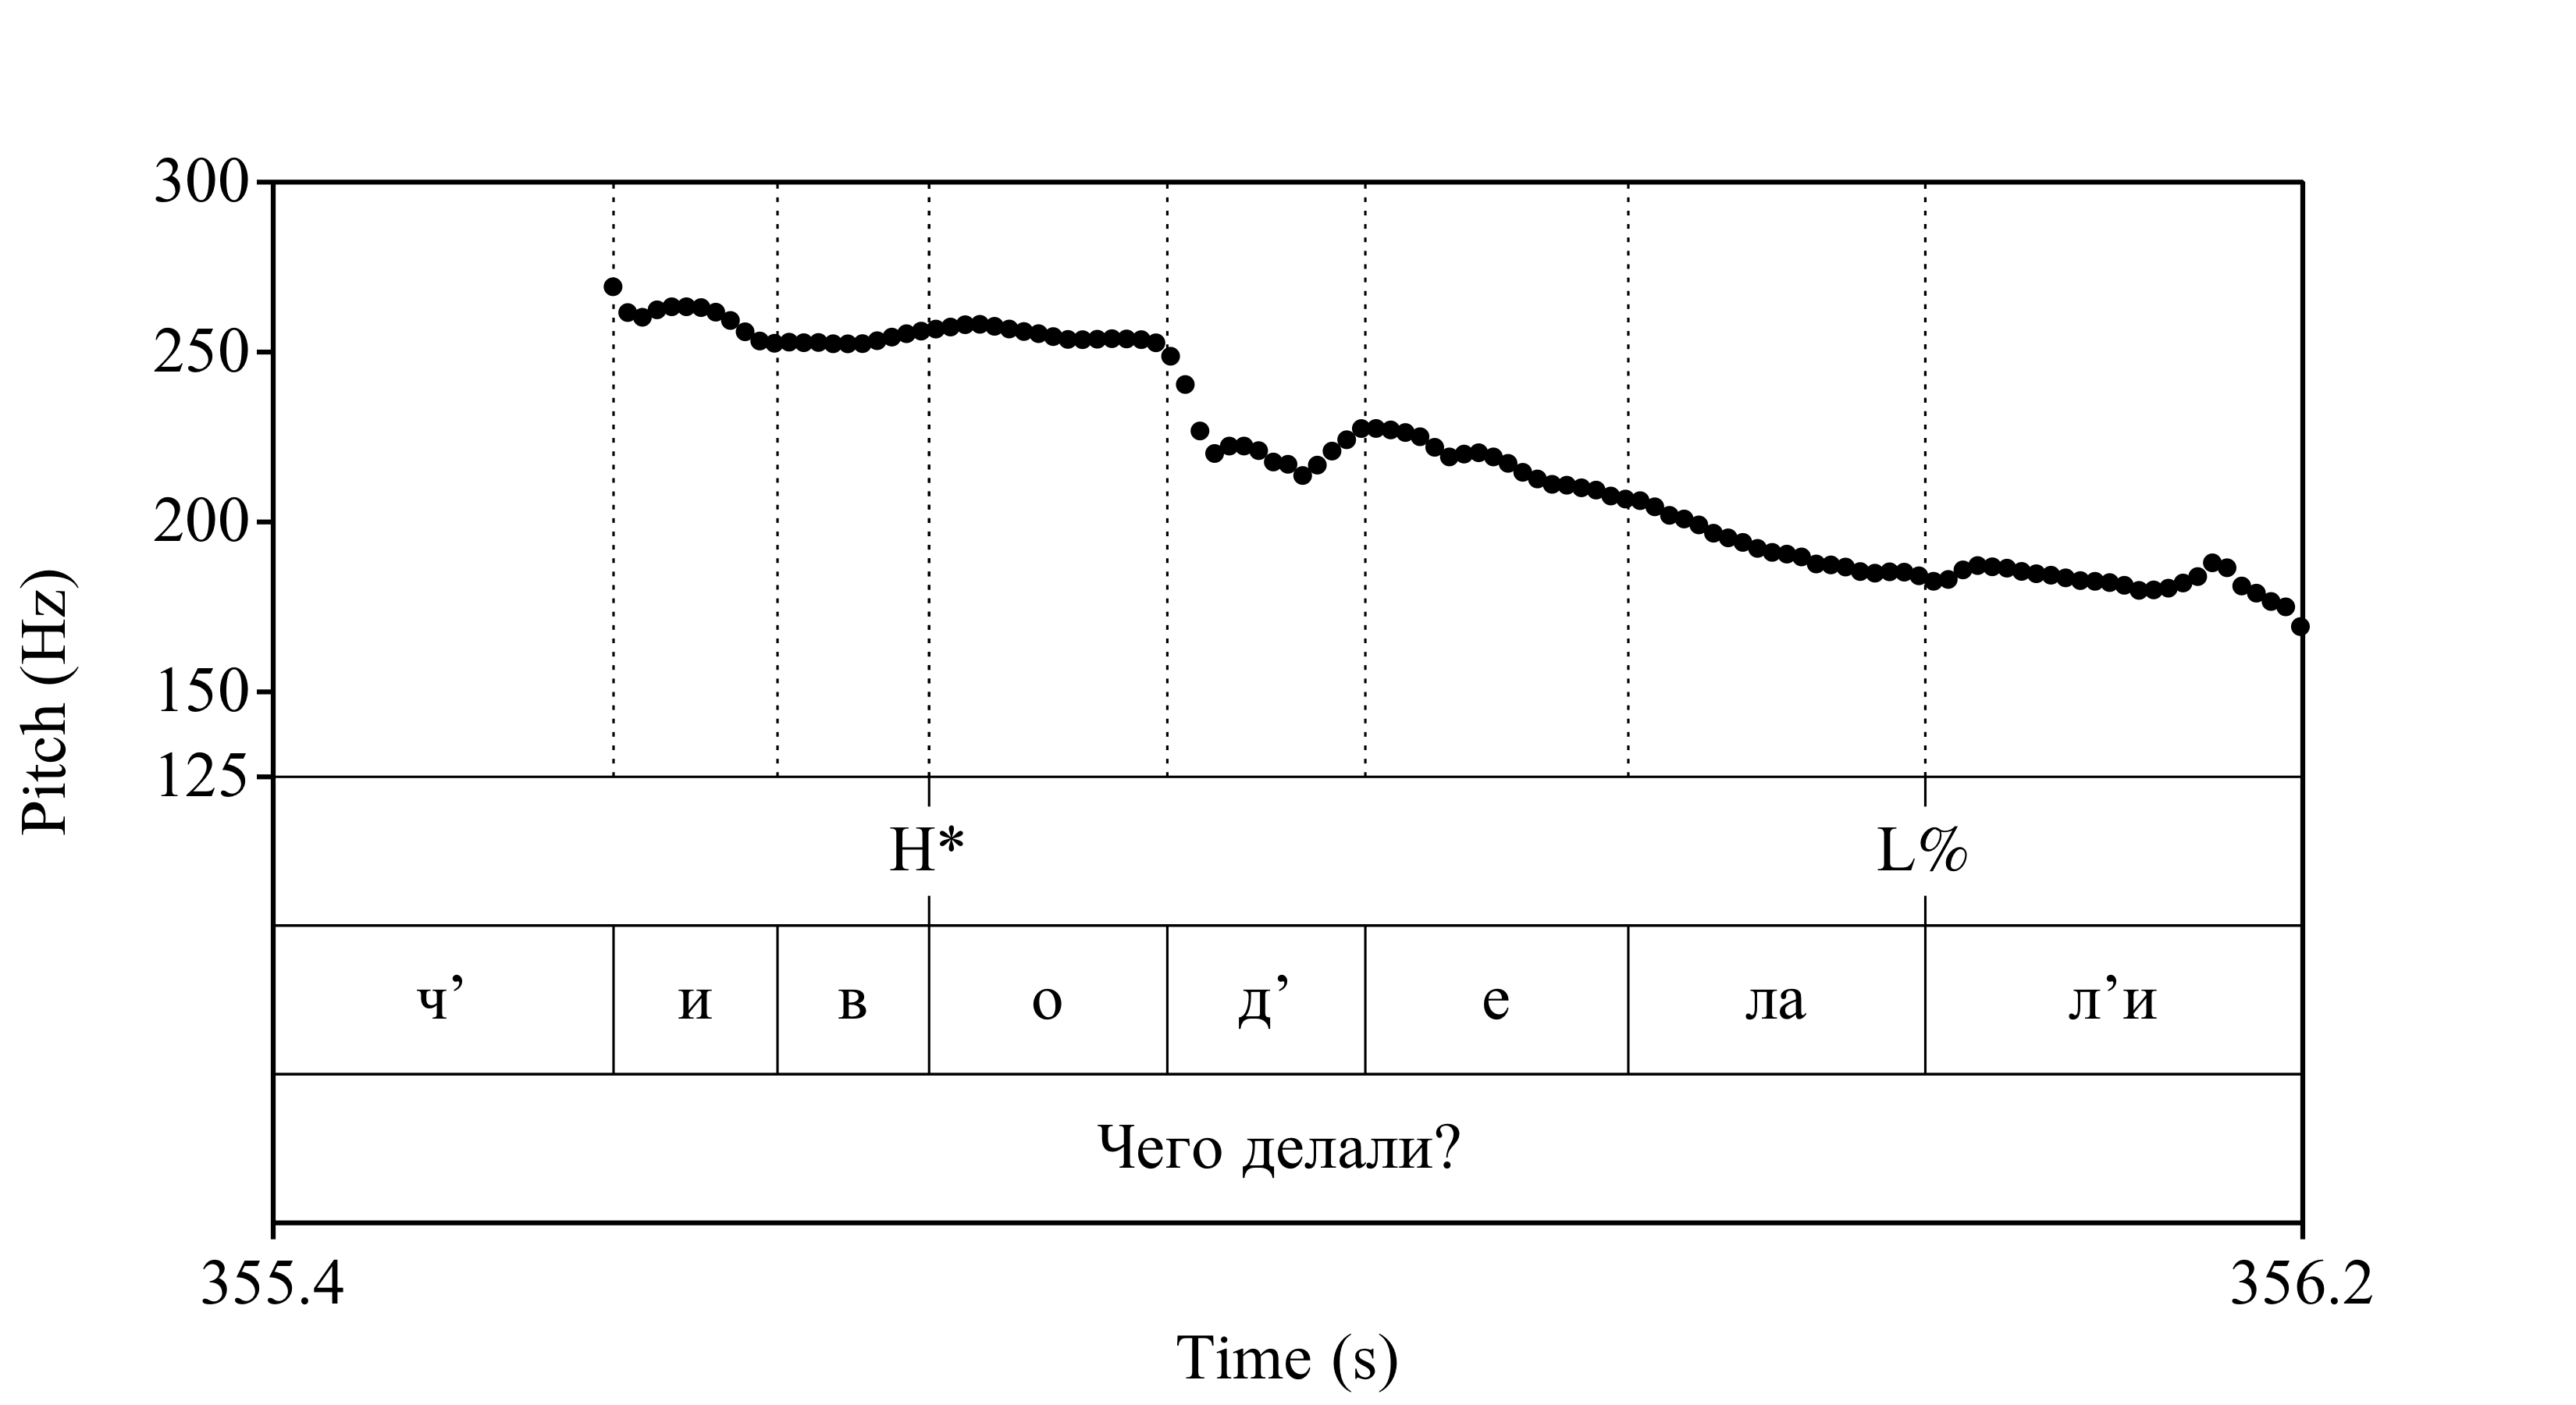 300
250
200
150
125
Pitch (Hz)
H* L%
ч’ и в о д’ е ла л’и
Чего делали?
355.4 356.2
Time (s)